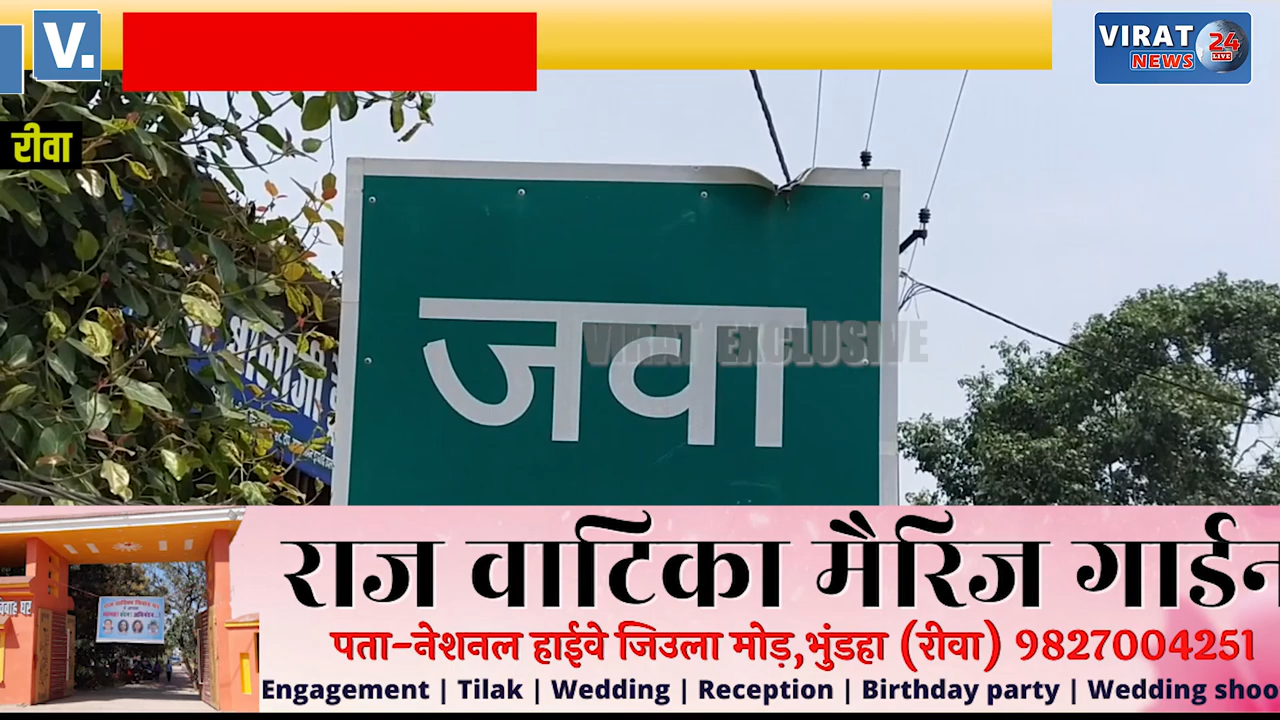 V.
VIRAT
NEWS
24
LIVE
रीवा
जवा
VIRAT EXCLUSIVE
राज वाटिका मैरिज गार्डन
पता-नेशनल हाईवे जिउला मोड़,भुंडहा (रीवा) 9827004251
Engagement | Tilak | Wedding | Reception | Birthday party | Wedding shoo